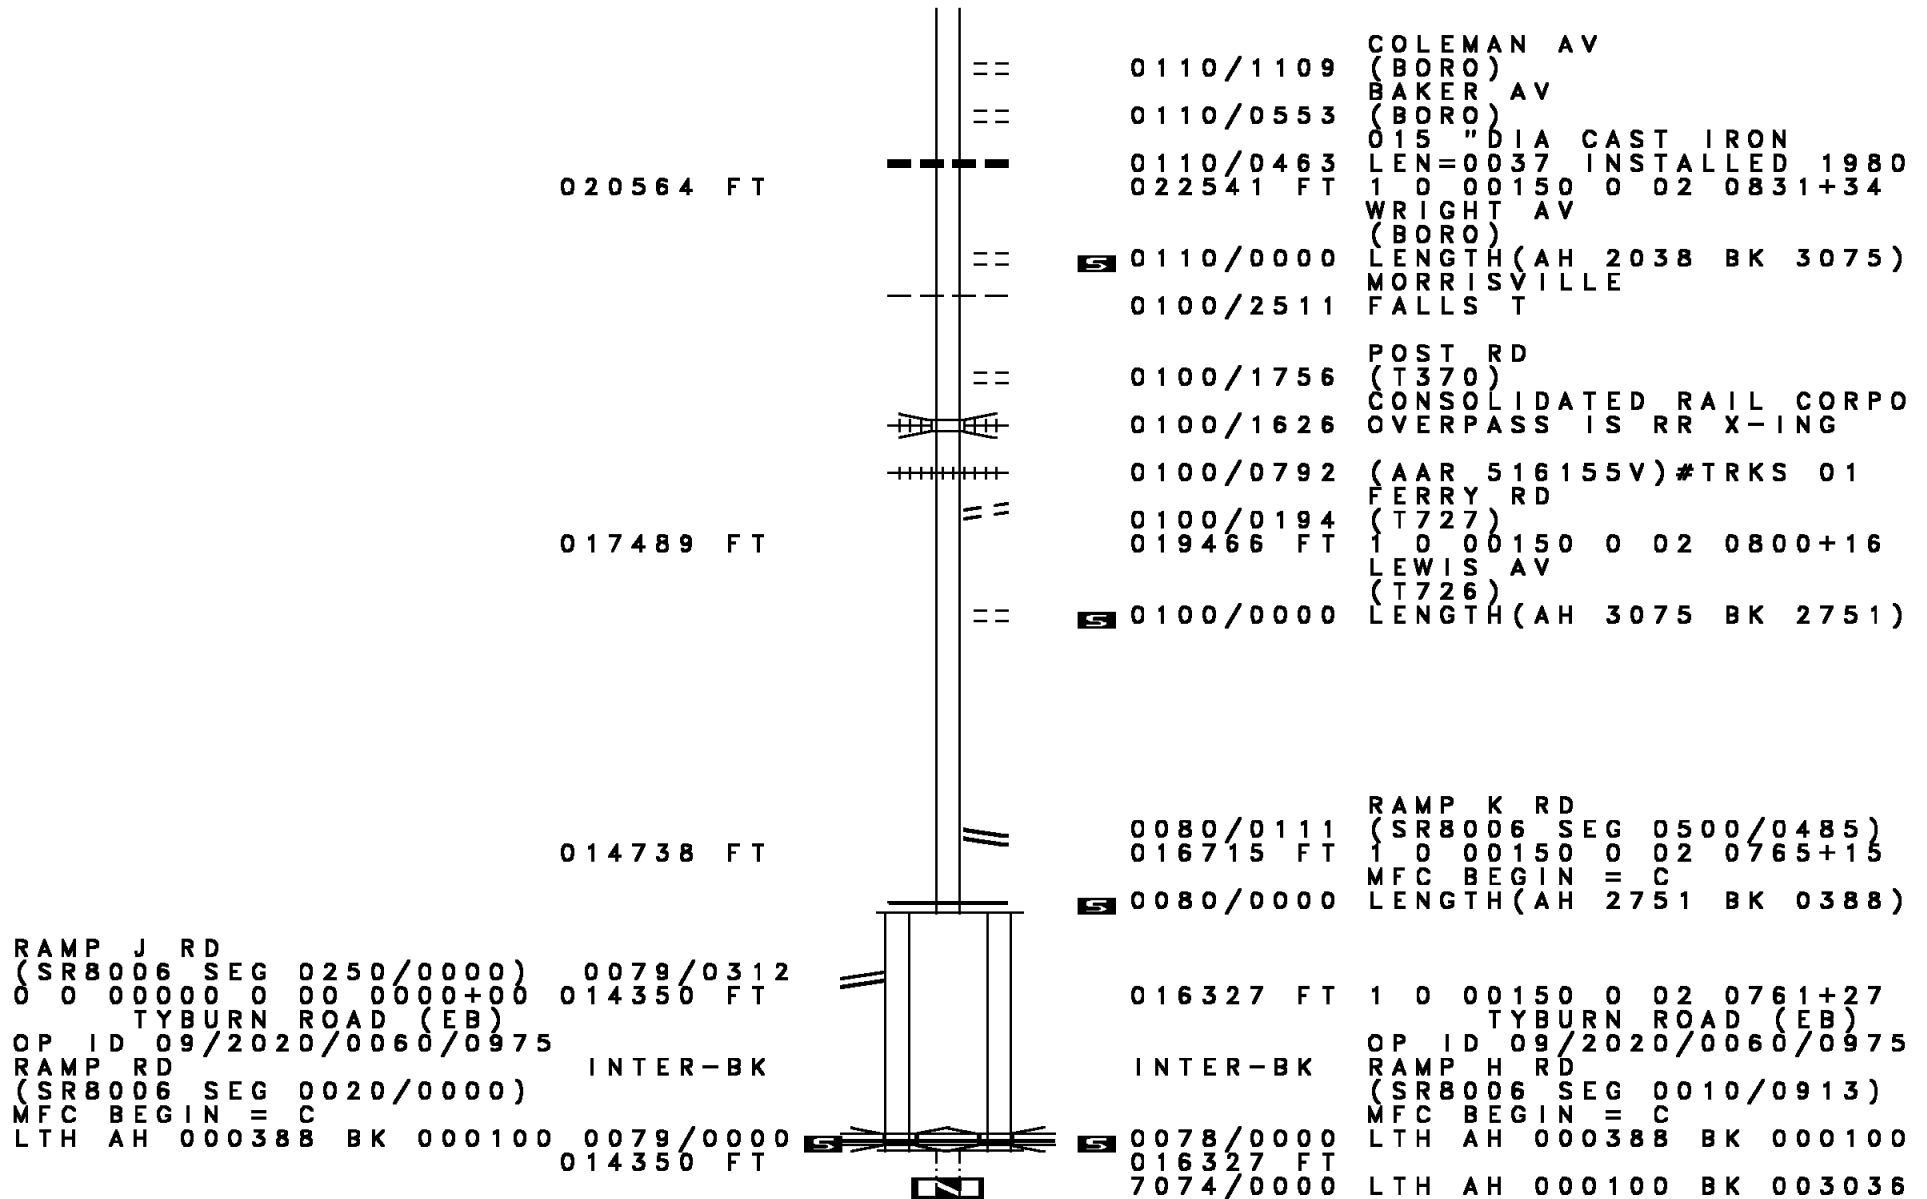 COLEMAN AV
0110/1109 (BORO)
BAKER AV
0110/0553 (BORO)
015 "DIA CAST IRON
0110/0463 LEN=0037 INSTALLED 1980
020564 FT 022541 FT 1 0 00150 0 02 0831+34
WRIGHT AV
(BORO)
S 0110/0000 LENGTH(AH 2038 BK 3075)
MORRISVILLE
0100/2511 FALLS T
POST RD
0100/1756 (T370)
CONSOLIDATED RAIL CORPO
0100/1626 OVERPASS IS RR X-ING
0100/0792 (AAR 516155V)#TRKS 01
FERRY RD
0100/0194 (T727)
017489 FT 019466 FT 1 0 00150 0 02 0800+16
LEWIS AV
(T726)
S 0100/0000 LENGTH(AH 3075 BK 2751)
RAMP K RD
0080/0111 (SR8006 SEG 0500/0485)
014738 FT 016715 FT 1 0 00150 0 02 0765+15
MFC BEGIN = C
S 0080/0000 LENGTH(AH 2751 BK 0388)
RAMP J RD
(SR8006 SEG 0250/0000) 0079/0312
0 0 00000 0 00 0000+00 014350 FT 016327 FT 1 0 00150 0 02 0761+27
TYBURN ROAD (EB) TYBURN ROAD (EB)
OP ID 09/2020/0060/0975 OP ID 09/2020/0060/0975
RAMP RD INTER-BK INTER-BK RAMP H RD
(SR8006 SEG 0020/0000) (SR8006 SEG 0010/0913)
MFC BEGIN = C MFC BEGIN = C
LTH AH 000388 BK 000100 0079/0000 S S 0078/0000 LTH AH 000388 BK 000100
014350 FT 016327 FT
N 7074/0000 LTH AH 000100 BK 003036